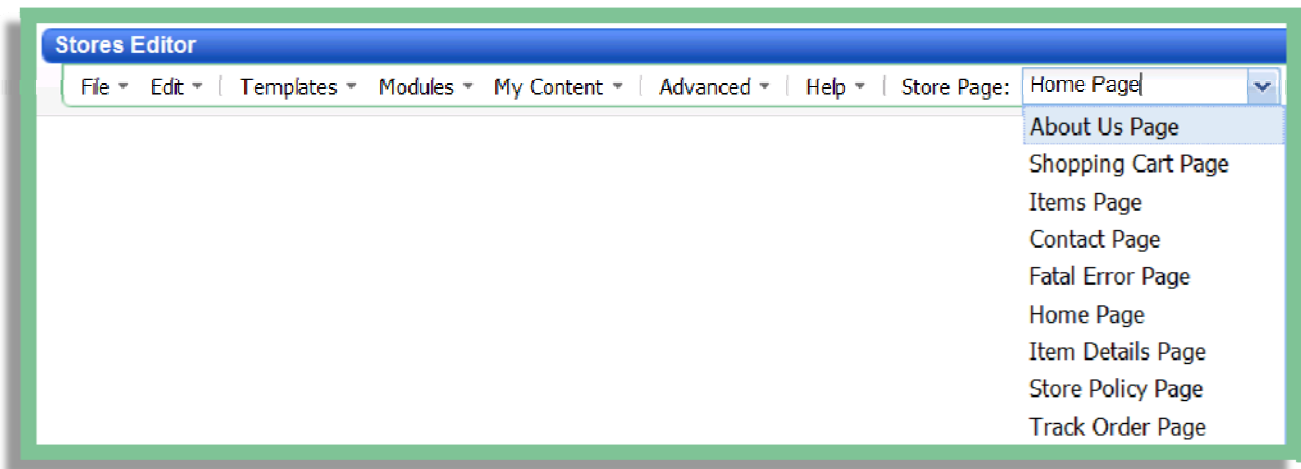 Stores Editor
File Edit Templates Modules My Content Advanced Help Store Page: Home Page
About Us Page
Shopping Cart Page
Items Page
Contact Page
Fatal Error Page
Home Page
Item Details Page
Store Policy Page
Track Order Page